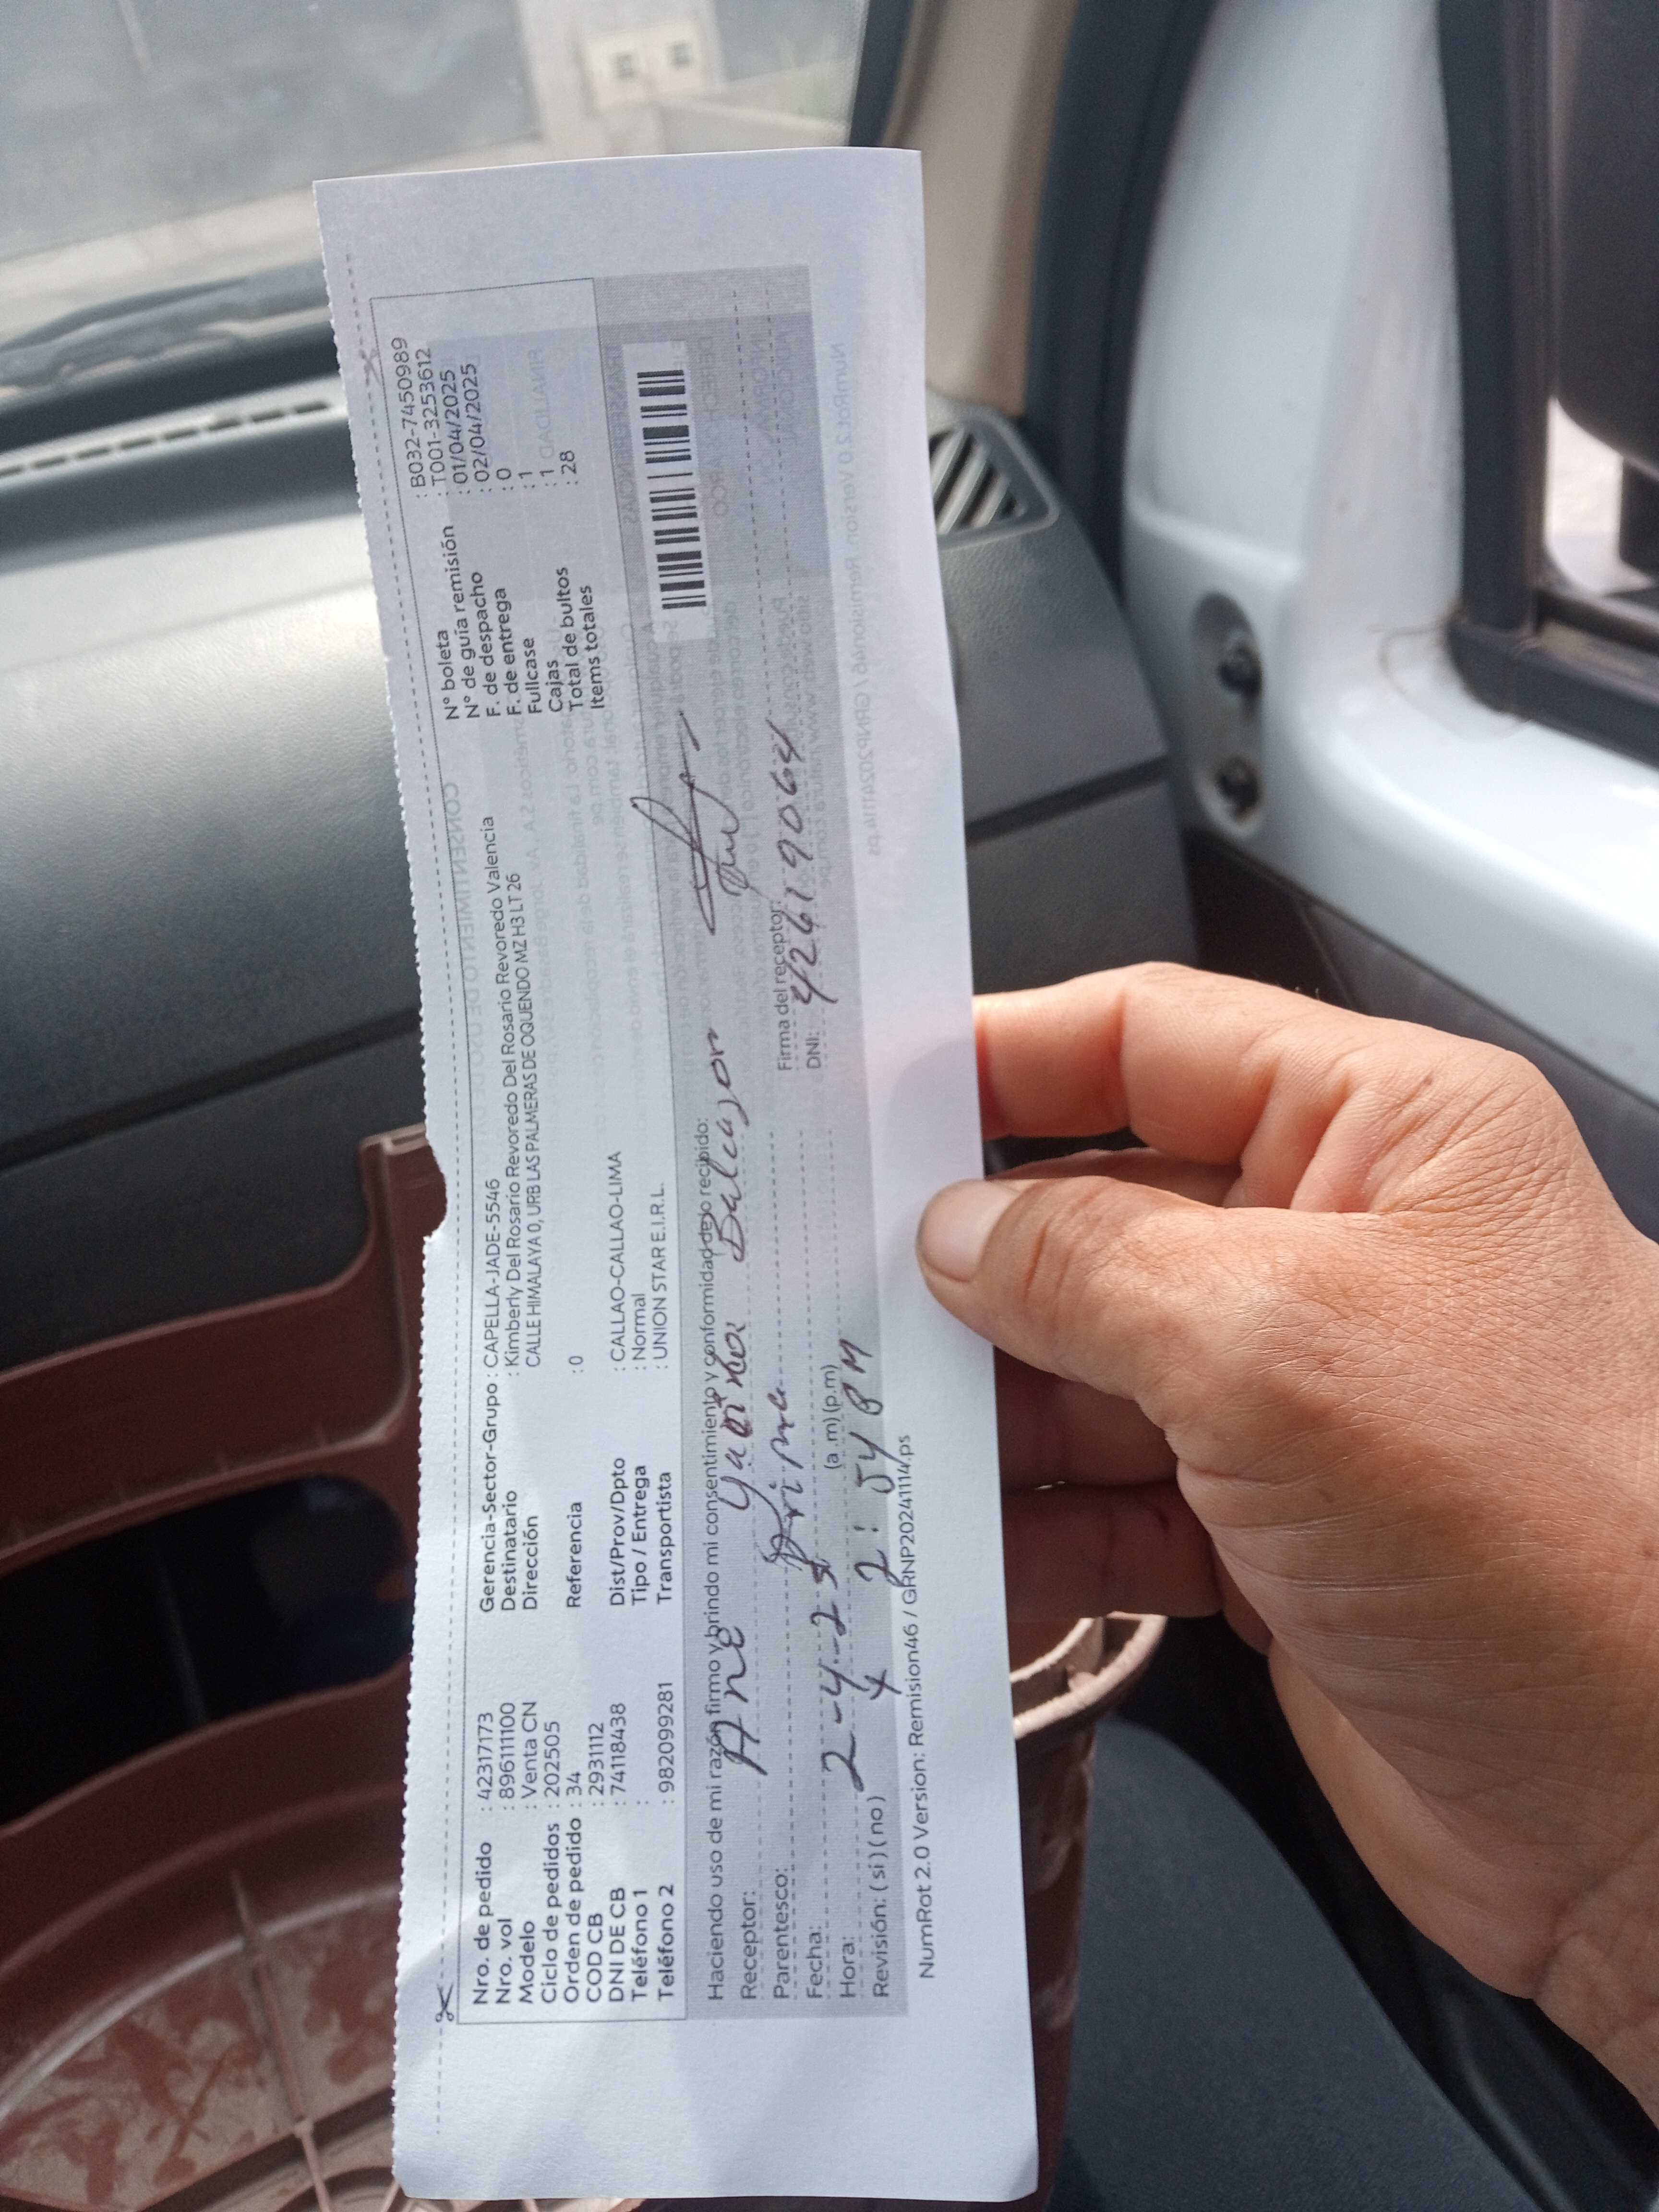 Nro. de pedido : 42317173
Nro. vol : 896111100
Modelo : Venta CN
Ciclo de pedidos : 202505
Orden de pedido : 34
COD CB : 2931112
DNI DE CB : 74118438
Teléfono 1 :
Teléfono 2 : 982099281
Gerencia-Sector-Grupo : CAPELLA-JADE-5546
Destinatario : Kimberly Del Rosario Revoredo Del Rosario Revoredo Valencia
Dirección CALLE HIMALAYA 0, URB LAS PALMERAS DE OQUENDO MZ H3 LT 26
Referencia : 0
Dist/Prov/Dpto : CALLAO-CALLAO-LIMA
Tipo / Entrega : Normal
Transportista : UNION STAR E.I.R.L.
N° boleta : B032-7450989
N° de guía remisión : T001-3253612
F. de despacho : 01/04/2025
F. de entrega : 02/04/2025
Fullcase : 0
Cajas : 1
Total de bultos : 1
Items totales : 28
Haciendo uso de mi razón firmo y brindo mi consentimiento y conformidad de lo recibido:
Receptor: Ane
Parentesco: Prima
Firma del receptor:
Fecha: 2-4-25
DNI: 42619064
Hora: 2:54 PM (a.m) (p.m)
Revisión: ( si ) ( no )
NumRot 2.0 Version: Remision46 / GRNP20241114.ps